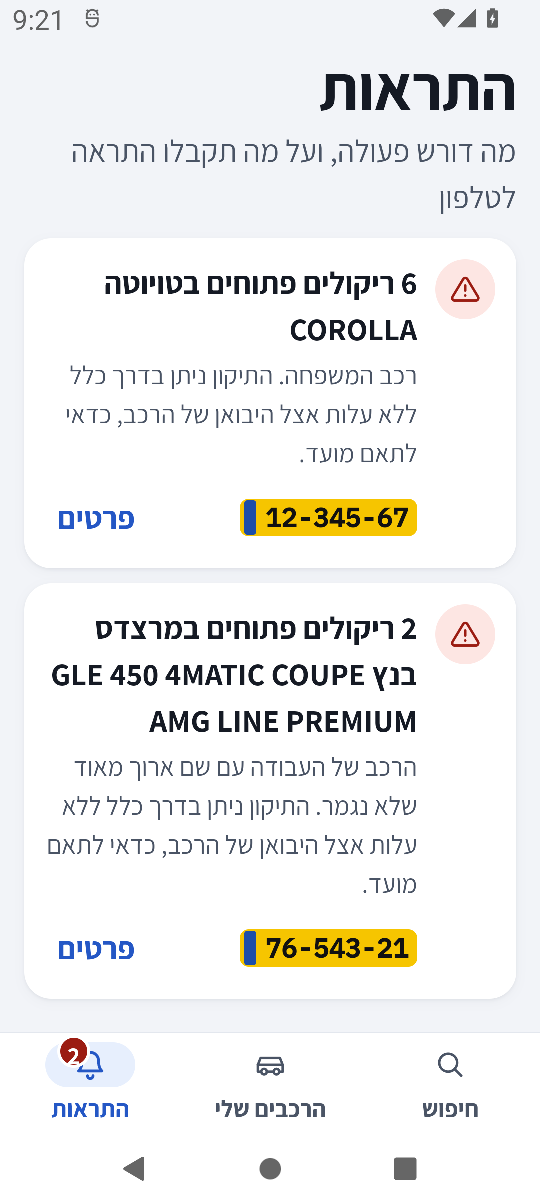 9:21
התראות
מה דורש פעולה, ועל מה תקבלו התראה
לטלפון
6 ריקולים פתוחים בטויוטה
COROLLA
רכב המשפחה. התיקון ניתן בדרך כלל
ללא עלות אצל היבואן של הרכב, כדאי
לתאם מועד.
12-345-67
פרטים
2 ריקולים פתוחים במרצדס
בנץ GLE 450 4MATIC COUPE
AMG LINE PREMIUM
הרכב של העבודה עם שם ארוך מאוד
שלא נגמר. התיקון ניתן בדרך כלל ללא
עלות אצל היבואן של הרכב, כדאי לתאם
מועד.
76-543-21
פרטים
חיפוש
הרכבים שלי
2
התראות